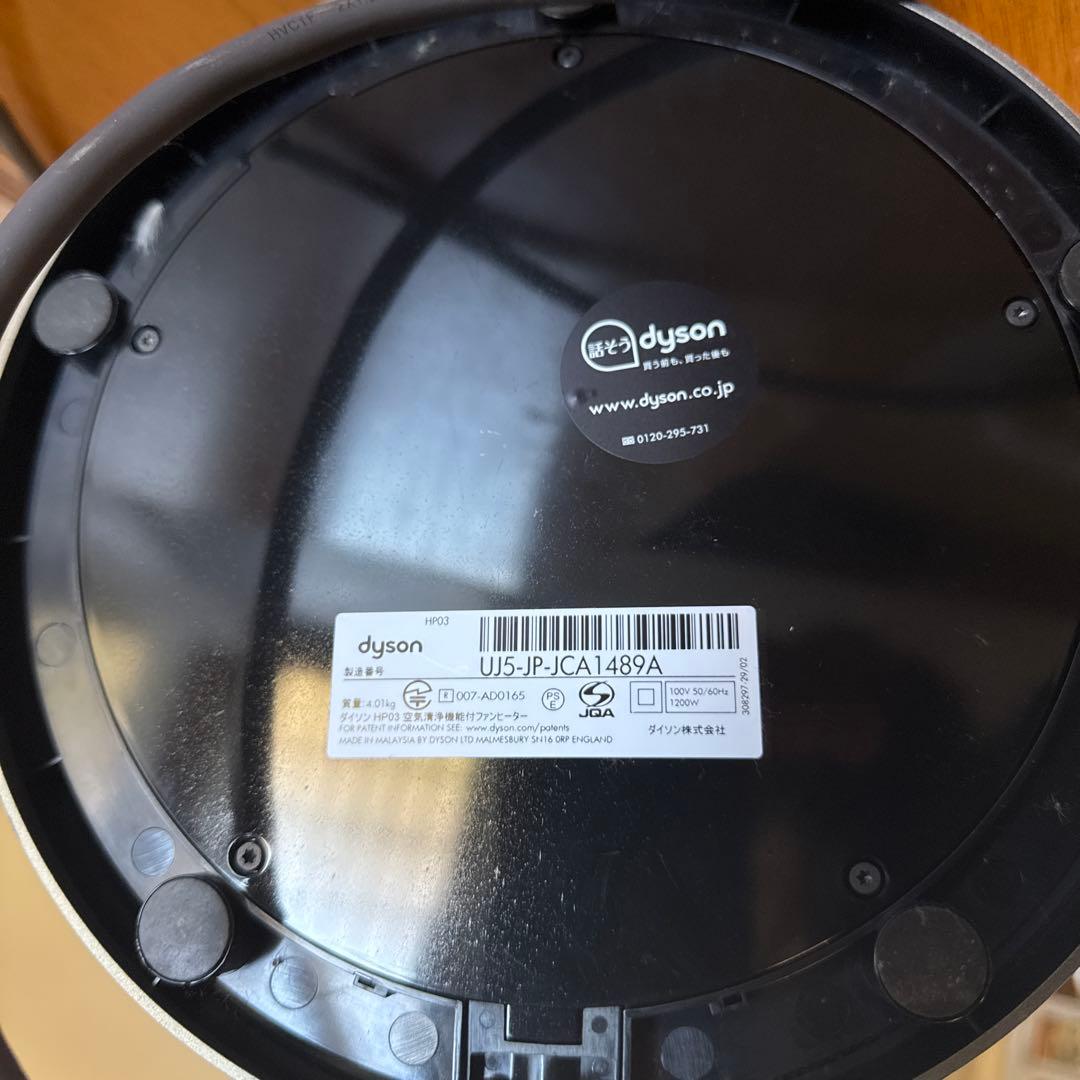 HVC1F
話そう dyson
買う前も、買った後も
www.dyson.co.jp
0120-295-731
HP03
dyson
製造番号
UJ5-JP-JCA1489A
質量:4.01kg
R 007-AD0165
PS E
JQA
100V 50/60Hz
1200W
308297-29/02
ダイソン HP03 空気清浄機能付ファンヒーター
FOR PATENT INFORMATION SEE: www.dyson.com/patents
ダイソン株式会社
MADE IN MALAYSIA BY DYSON LTD MALMESBURY SN16 0RP ENGLAND